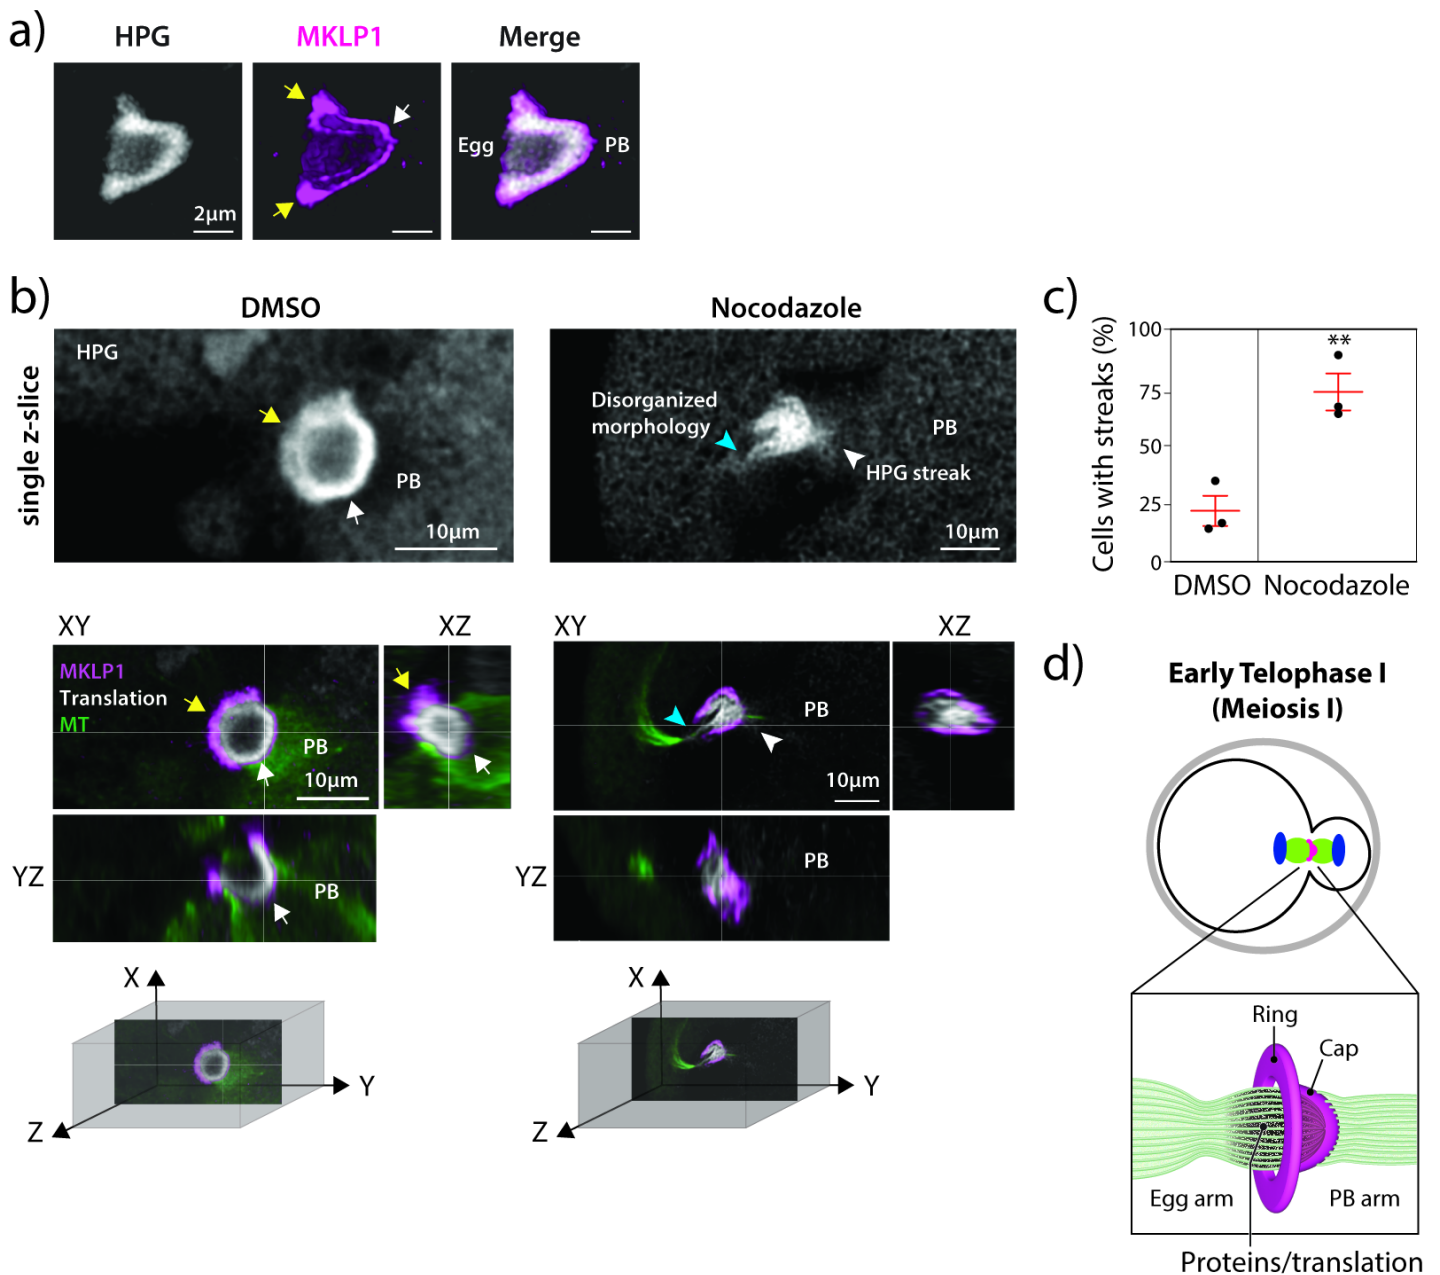 a)
HPG
MKLP1
Merge
2µm
Egg
PB
b)
DMSO
Nocodazole
single z-slice
HPG
PB
10µm
Disorganized
morphology
PB
HPG streak
10µm
c)
Cells with streaks (%)
100
75
50
25
0
**
DMSO
Nocodazole
XY
XZ
MKLP1
Translation
MT
PB
10µm
YZ
PB
XY
XZ
PB
10µm
YZ
PB
X
Y
Z
X
Y
Z
d)
Early Telophase I
(Meiosis I)
Ring
Cap
Egg arm
PB arm
Proteins/translation